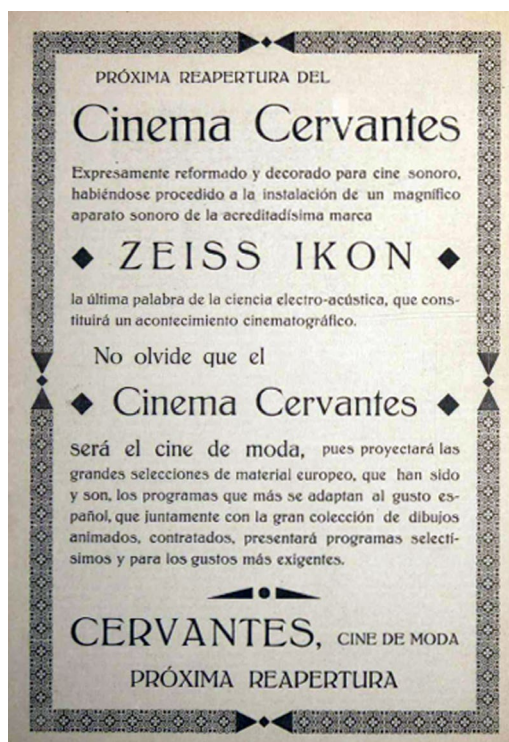 PRÓXIMA REAPERTURA DEL
Cinema Cervantes
Expresamente reformado y decorado para cine sonoro,
habiéndose procedido a la instalación de un magnífico
aparato sonoro de la acreditadísima marca
◆ ZEISS IKON ◆
la última palabra de la ciencia electro-acústica, que cons-
tituirá un acontecimiento cinematográfico.
No olvide que el
◆ Cinema Cervantes ◆
será el cine de moda, pues proyectará las
grandes selecciones de material europeo, que han sido
y son, los programas que más se adaptan al gusto es-
pañol, que juntamente con la gran colección de dibujos
animados, contratados, presentará programas selectí-
simos y para los gustos más exigentes.
CERVANTES, CINE DE MODA
PRÓXIMA REAPERTURA